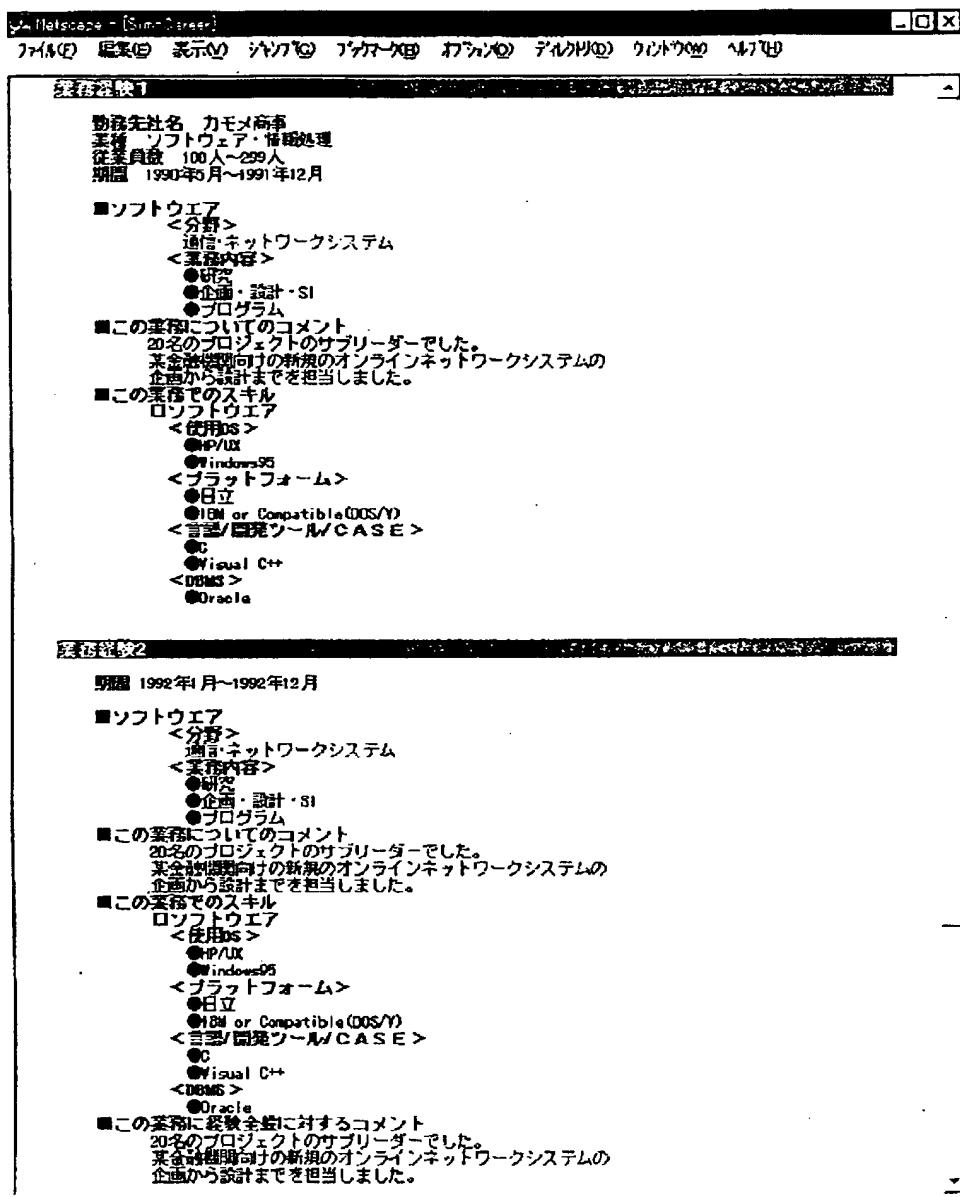 Netscape - [Simp Career]
ファイル(F) 編集(E) 表示(V) ジャンプ(G) ブックマーク(B) オプション(O) ディレクトリ(D) ウィンドウ(W) ヘルプ(H)
業務経験1
勤務先社名 カモメ商事
業種 ソフトウェア・情報処理
従業員数 100人～299人
期間 1990年5月～1991年12月
■ソフトウエア
＜分野＞
通信・ネットワークシステム
＜業務内容＞
●研究
●企画・設計・SI
●プログラム
■この業務についてのコメント
20名のプロジェクトのサブリーダーでした。
某金融機関向けの新規のオンラインネットワークシステムの
企画から設計までを担当しました。
■この業務でのスキル
ロソフトウエア
＜使用OS＞
●HP/UX
●Windows95
＜プラットフォーム＞
●日立
●IBM or Compatible(DOS/V)
＜言語/開発ツール/CASE＞
●C
●Visual C++
＜DBMS＞
●Oracle
業務経験2
期間 1992年1月～1992年12月
■ソフトウエア
＜分野＞
通信・ネットワークシステム
＜業務内容＞
●研究
●企画・設計・SI
●プログラム
■この業務についてのコメント
20名のプロジェクトのサブリーダーでした。
某金融機関向けの新規のオンラインネットワークシステムの
企画から設計までを担当しました。
■この業務でのスキル
ロソフトウエア
＜使用OS＞
●HP/UX
●Windows95
＜プラットフォーム＞
●日立
●IBM or Compatible(DOS/V)
＜言語/開発ツール/CASE＞
●C
●Visual C++
＜DBMS＞
●Oracle
■この業務に経験全般に対するコメント
20名のプロジェクトのサブリーダーでした。
某金融機関向けの新規のオンラインネットワークシステムの
企画から設計までを担当しました。